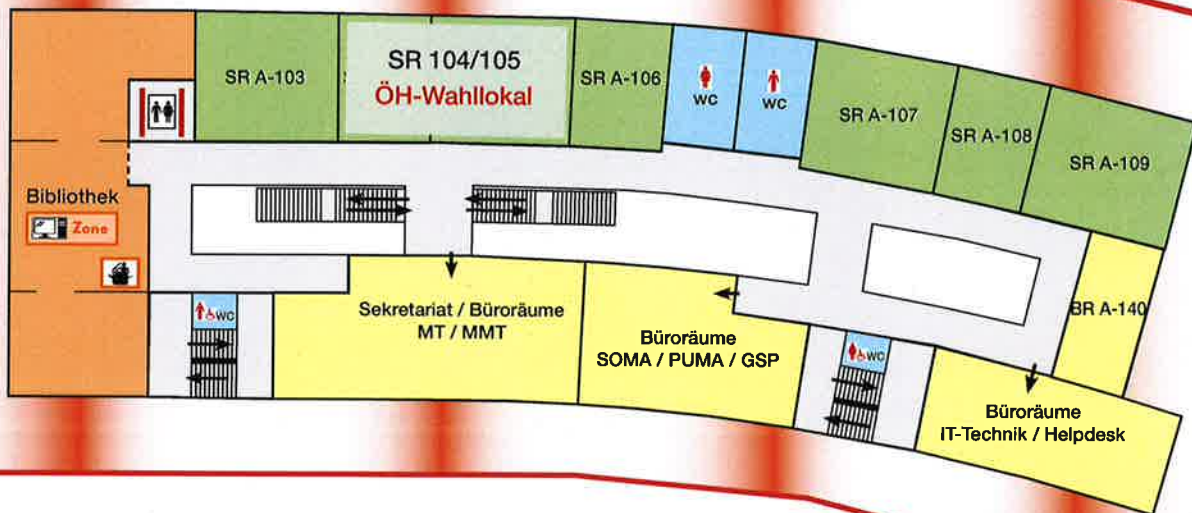 SR A-103
SR 104/105
ÖH-Wahllokal
SR A-106
WC
WC
SR A-107
SR A-108
SR A-109
Bibliothek
Zone
WC
Sekretariat / Büroräume
MT / MMT
Büroräume
SOMA / PUMA / GSP
WC
BR A-140
Büroräume
IT-Technik / Helpdesk